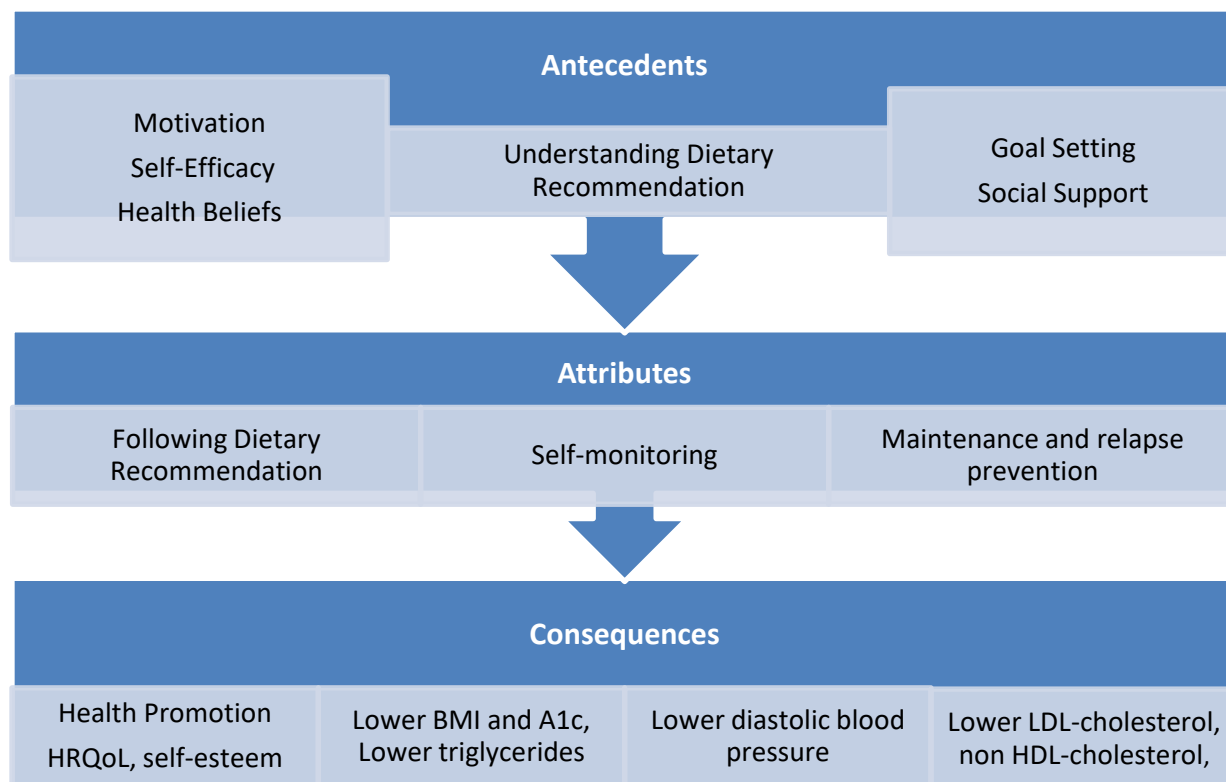 Antecedents
Motivation
Self-Efficacy
Health Beliefs
Understanding Dietary
Recommendation
Goal Setting
Social Support
Attributes
Following Dietary
Recommendation
Self-monitoring
Maintenance and relapse
prevention
Consequences
Health Promotion
HRQoL, self-esteem
Lower BMI and A1c,
Lower triglycerides
Lower diastolic blood
pressure
Lower LDL-cholesterol,
non HDL-cholesterol,